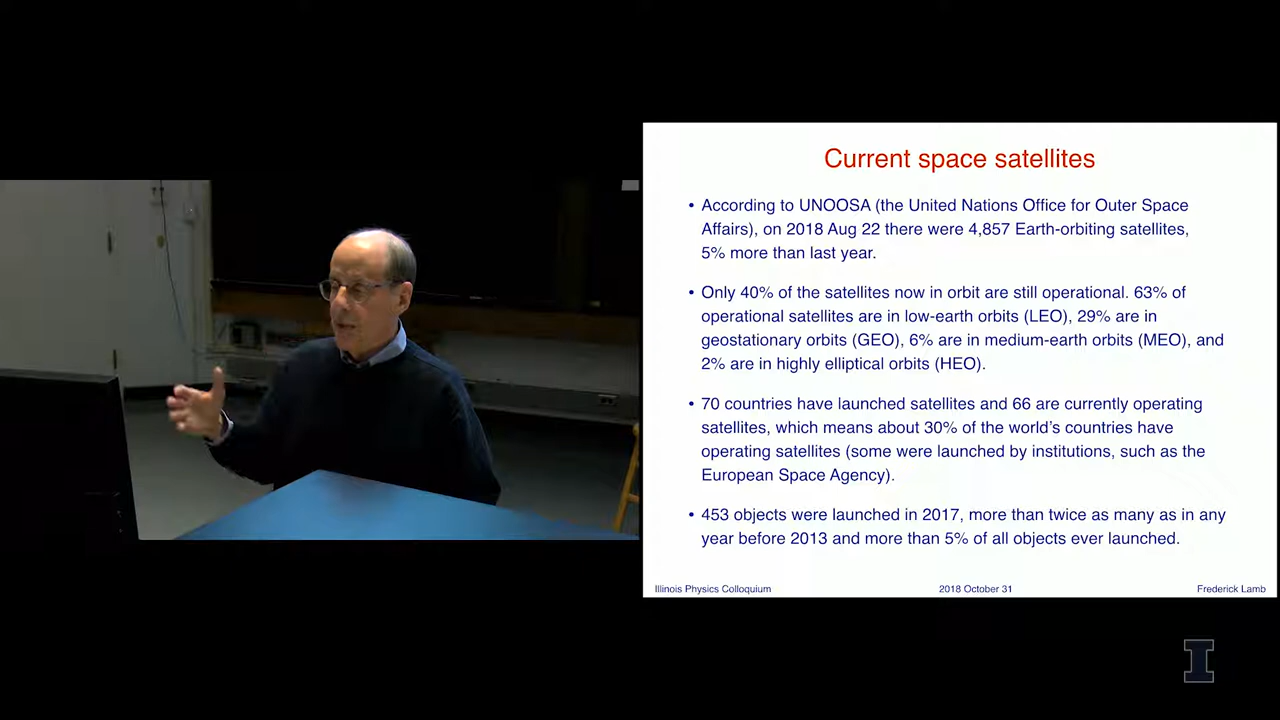 Current space satellites
• According to UNOOSA (the United Nations Office for Outer Space
Affairs), on 2018 Aug 22 there were 4,857 Earth-orbiting satellites,
5% more than last year.
• Only 40% of the satellites now in orbit are still operational. 63% of
operational satellites are in low-earth orbits (LEO), 29% are in
geostationary orbits (GEO), 6% are in medium-earth orbits (MEO), and
2% are in highly elliptical orbits (HEO).
• 70 countries have launched satellites and 66 are currently operating
satellites, which means about 30% of the world's countries have
operating satellites (some were launched by institutions, such as the
European Space Agency).
• 453 objects were launched in 2017, more than twice as many as in any
year before 2013 and more than 5% of all objects ever launched.
Illinois Physics Colloquium 2018 October 31 Frederick Lamb
I